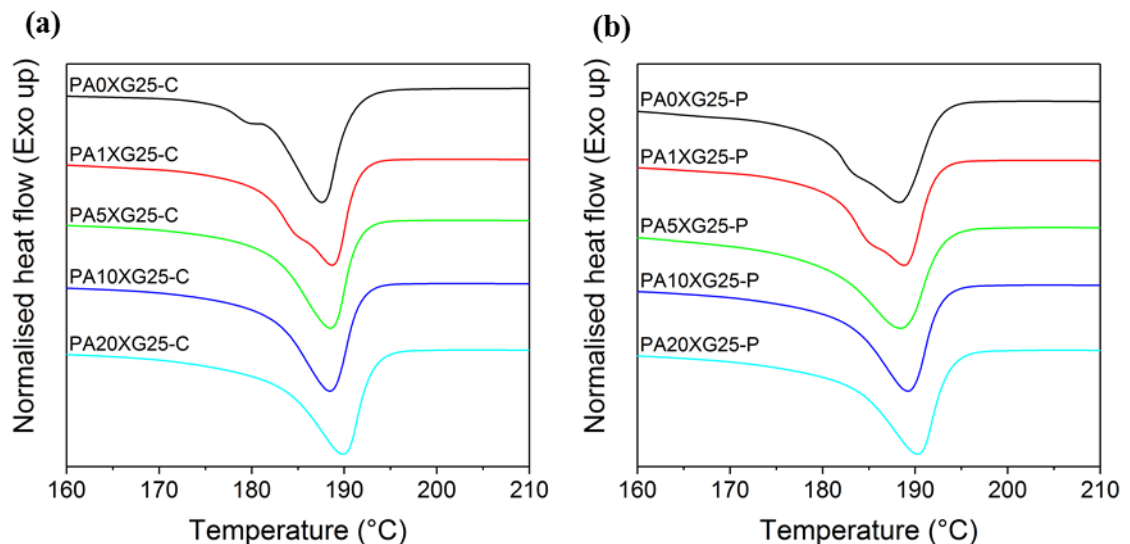 (a)
Normalised heat flow (Exo up)
PA0XG25-C
PA1XG25-C
PA5XG25-C
PA10XG25-C
PA20XG25-C
160 170 180 190 200 210
Temperature (°C)
(b)
Normalised heat flow (Exo up)
PA0XG25-P
PA1XG25-P
PA5XG25-P
PA10XG25-P
PA20XG25-P
160 170 180 190 200 210
Temperature (°C)